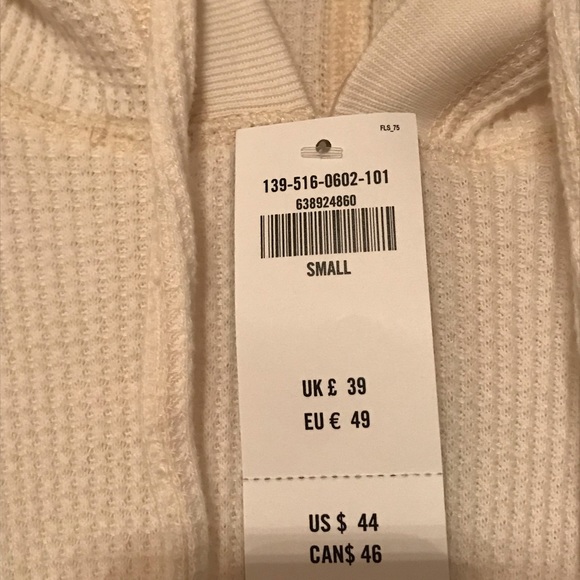 FLS_75
139-516-0602-101
638924860
SMALL
UK £ 39
EU € 49
US $ 44
CAN$ 46